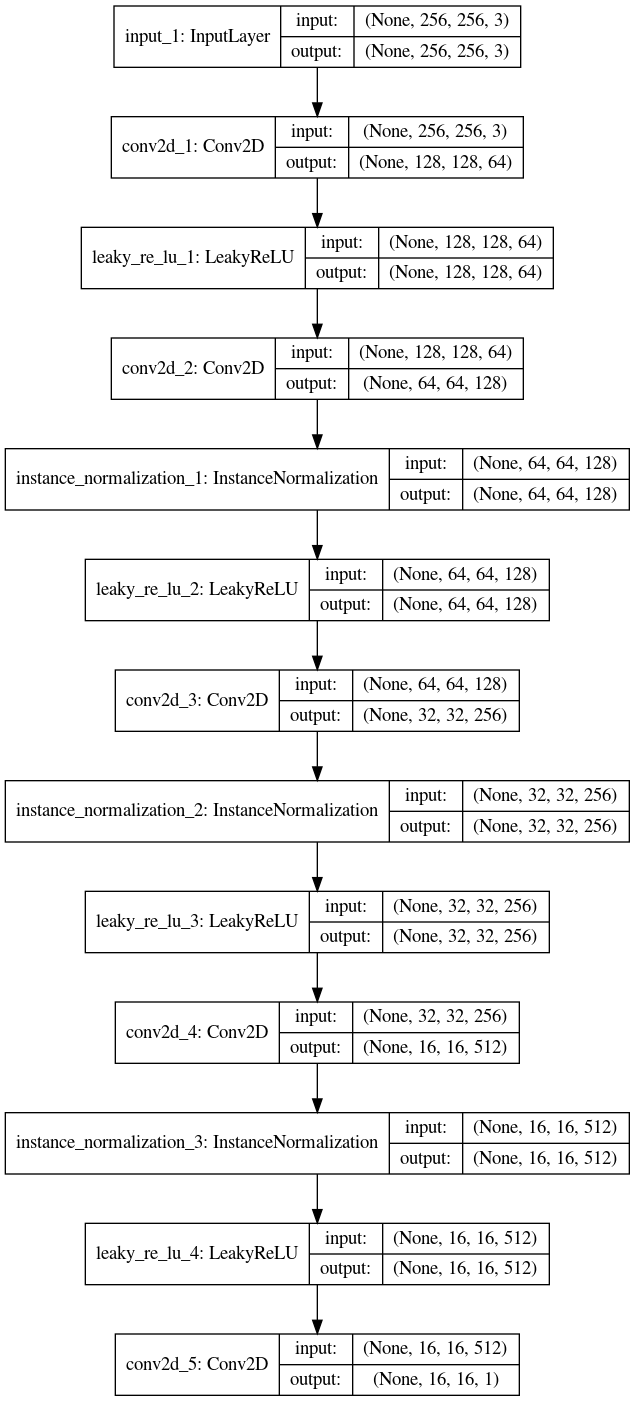 input_1: InputLayer
input: (None, 256, 256, 3)
output: (None, 256, 256, 3)
conv2d_1: Conv2D
input: (None, 256, 256, 3)
output: (None, 128, 128, 64)
leaky_re_lu_1: LeakyReLU
input: (None, 128, 128, 64)
output: (None, 128, 128, 64)
conv2d_2: Conv2D
input: (None, 128, 128, 64)
output: (None, 64, 64, 128)
instance_normalization_1: InstanceNormalization
input: (None, 64, 64, 128)
output: (None, 64, 64, 128)
leaky_re_lu_2: LeakyReLU
input: (None, 64, 64, 128)
output: (None, 64, 64, 128)
conv2d_3: Conv2D
input: (None, 64, 64, 128)
output: (None, 32, 32, 256)
instance_normalization_2: InstanceNormalization
input: (None, 32, 32, 256)
output: (None, 32, 32, 256)
leaky_re_lu_3: LeakyReLU
input: (None, 32, 32, 256)
output: (None, 32, 32, 256)
conv2d_4: Conv2D
input: (None, 32, 32, 256)
output: (None, 16, 16, 512)
instance_normalization_3: InstanceNormalization
input: (None, 16, 16, 512)
output: (None, 16, 16, 512)
leaky_re_lu_4: LeakyReLU
input: (None, 16, 16, 512)
output: (None, 16, 16, 512)
conv2d_5: Conv2D
input: (None, 16, 16, 512)
output: (None, 16, 16, 1)